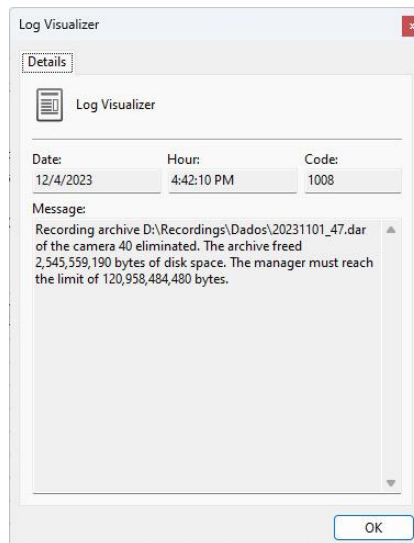 Log Visualizer
x
Details
Log Visualizer
Date:
Hour:
Code:
12/4/2023
4:42:10 PM
1008
Message:
Recording archive D:\Recordings\Dados\20231101_47.dar
of the camera 40 eliminated. The archive freed
2,545,559,190 bytes of disk space. The manager must reach
the limit of 120,958,484,480 bytes.
OK